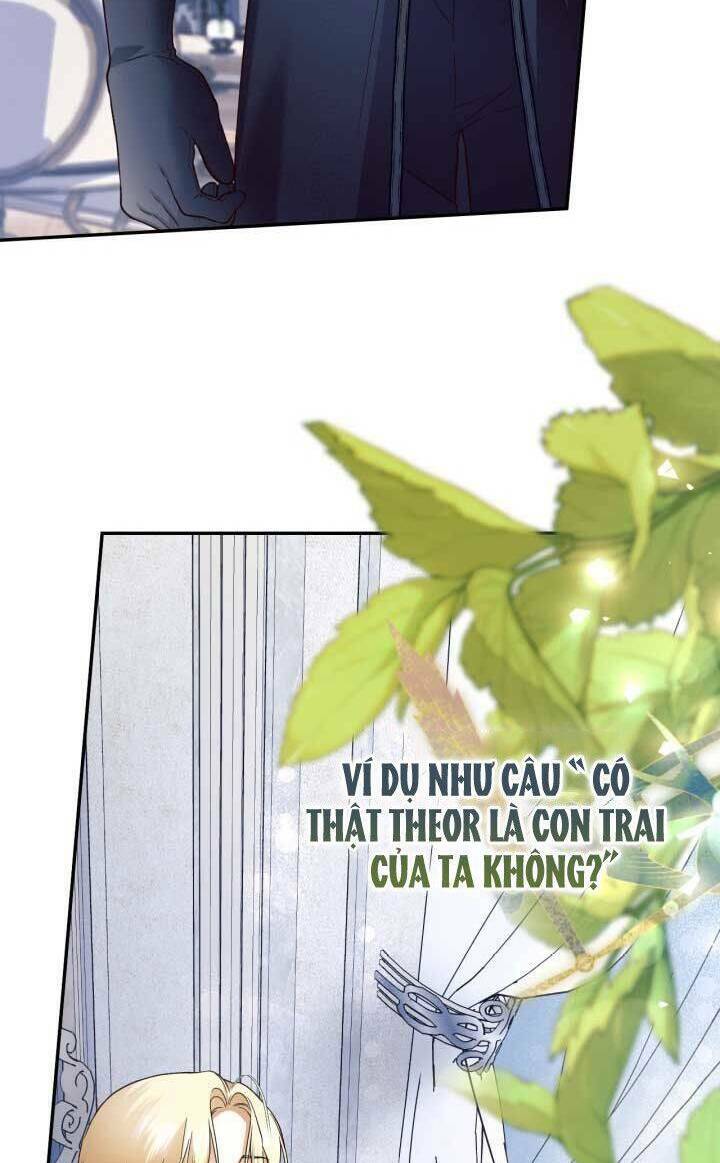 VÍ DỤ NHƯ CÂU “ CÓ
THẬT THEOR LÀ CON TRAI
CỦA TA KHÔNG?”